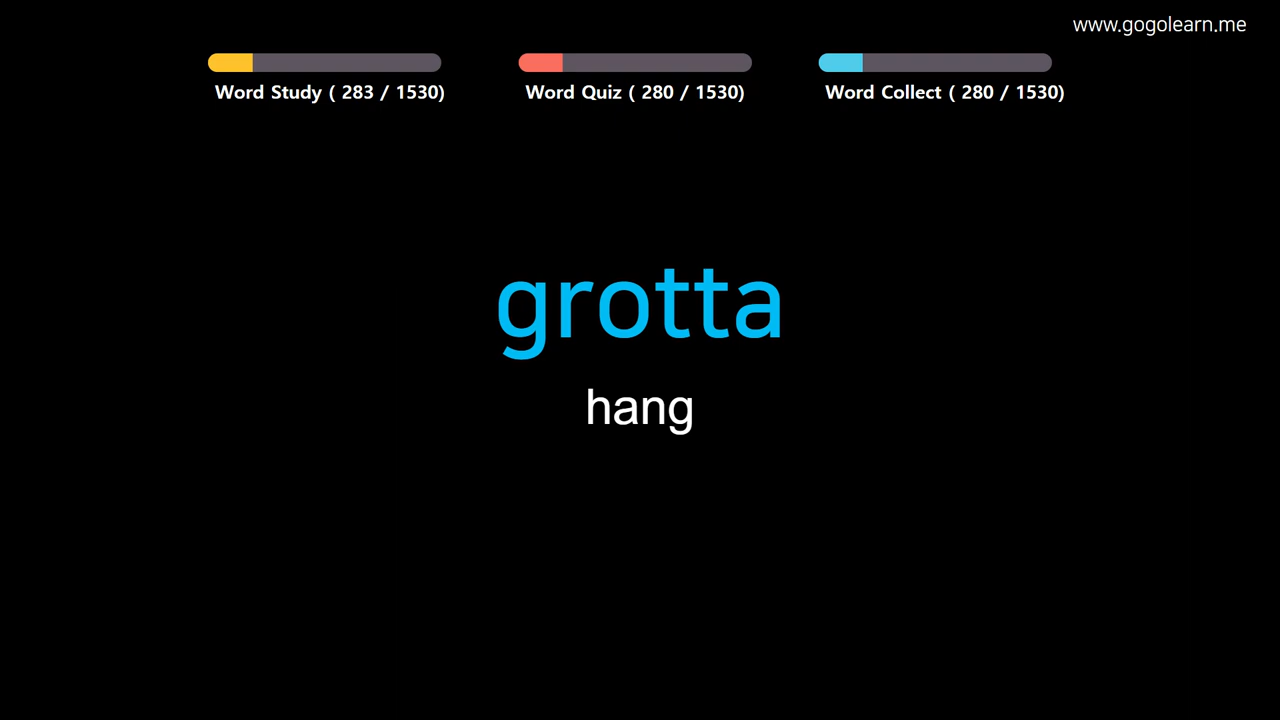 www.gogolearn.me
Word Study ( 283 / 1530)
Word Quiz ( 280 / 1530)
Word Collect ( 280 / 1530)
grotta
hang